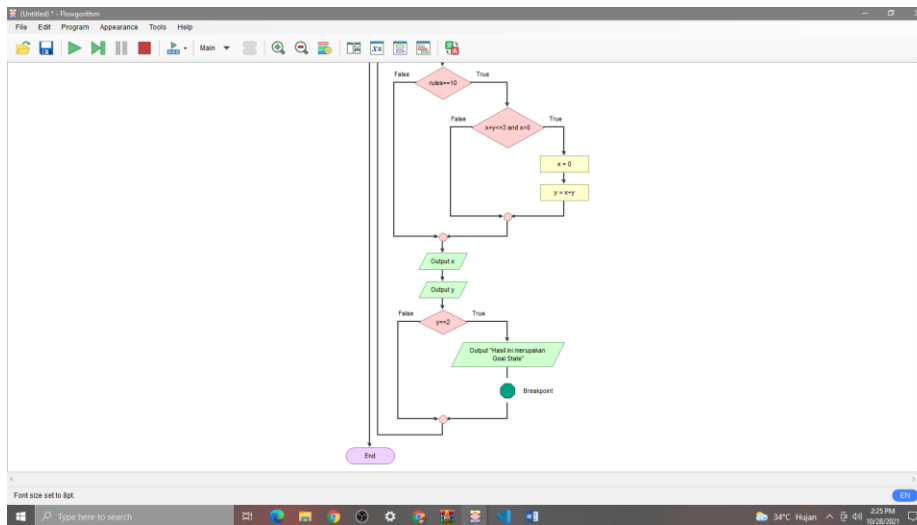 (Untitled) * - Flowgorithm
File Edit Program Appearance Tools Help
Main
False True
rules==10
False True
x+y<=3 and x>0
x = 0
y = x+y
Output x
Output y
False True
y==2
Output "Hasil ini merupakan
Goal State"
Breakpoint
End
Font size set to 8pt.
EN
Type here to search
34°C Hujan
2:25 PM
10/28/2021